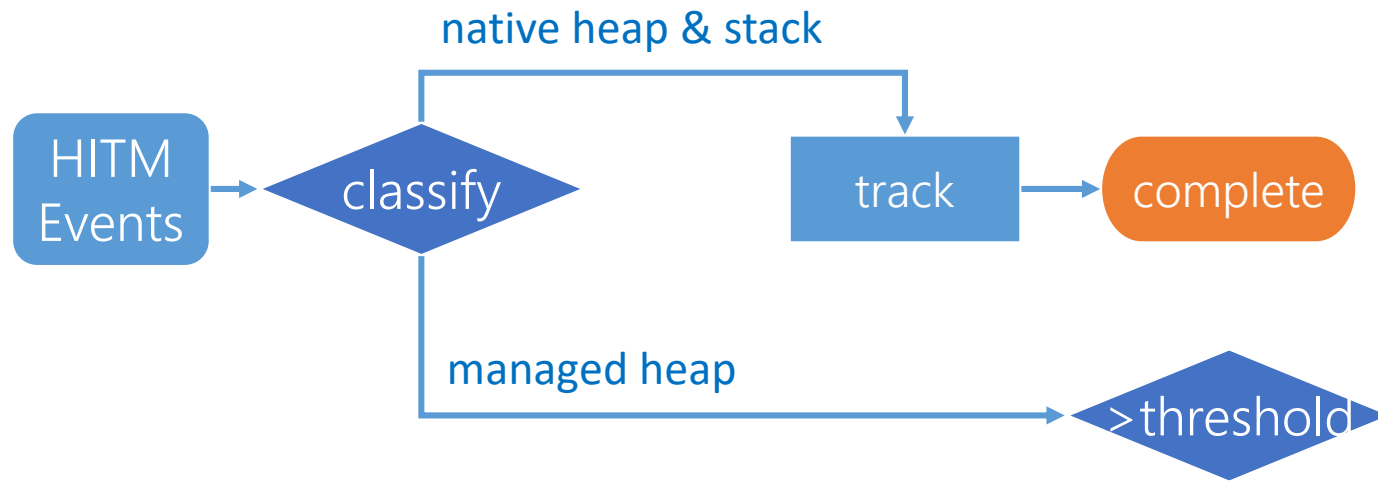 native heap & stack
HITM
Events
classify
track
complete
managed heap
>threshold